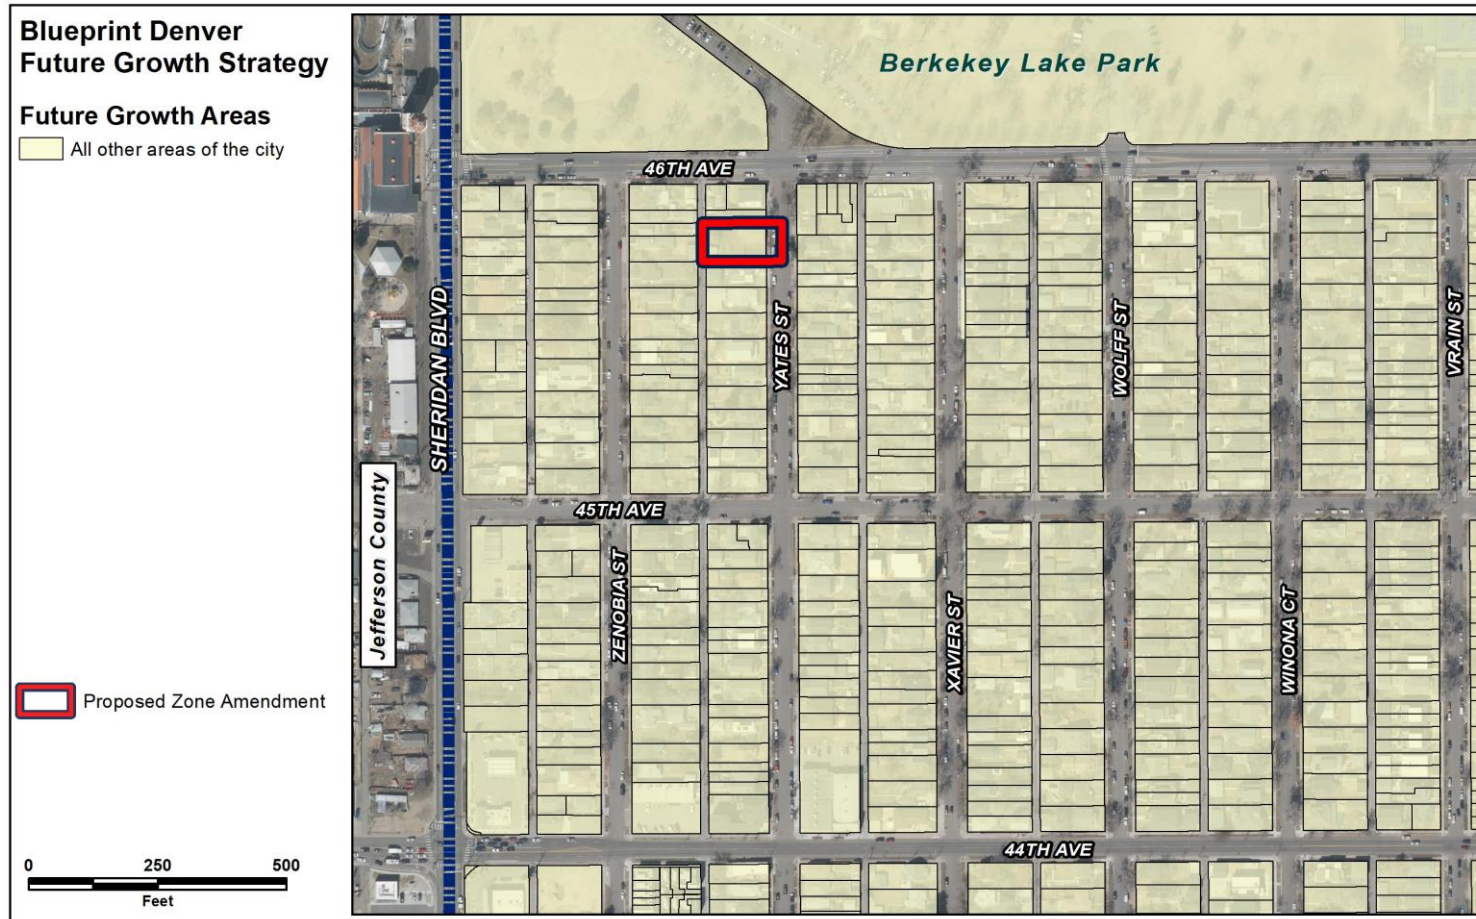 Blueprint Denver
Future Growth Strategy
Future Growth Areas
All other areas of the city
Proposed Zone Amendment
0 250 500
Feet
Berkekey Lake Park
46TH AVE
SHERIDAN BLVD
YATES ST
WOLFF ST
VRAIN ST
45TH AVE
Jefferson County
ZENOBIA ST
XAVIER ST
WINONA CT
44TH AVE